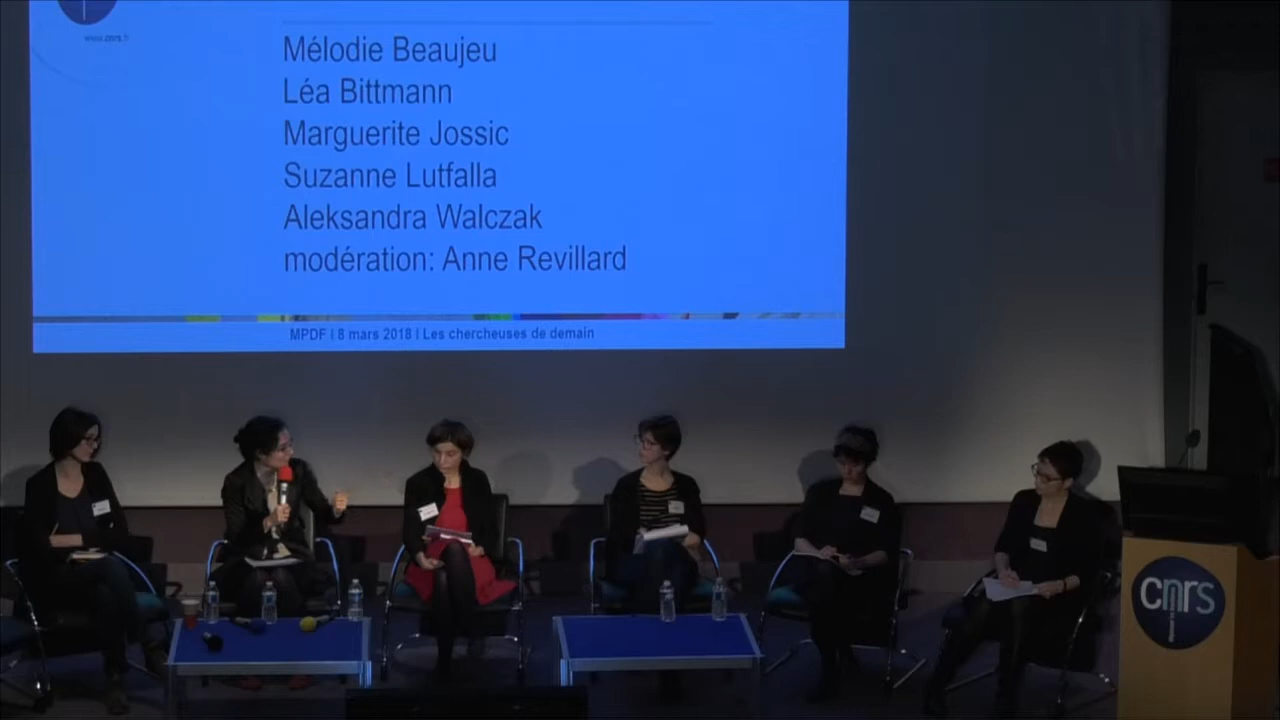 www.cnrs.fr
Mélodie Beaujeu
Léa Bittmann
Marguerite Jossic
Suzanne Lutfalla
Aleksandra Walczak
modération: Anne Revillard
MPDF I 8 mars 2018 I Les chercheuses de demain
cnrs